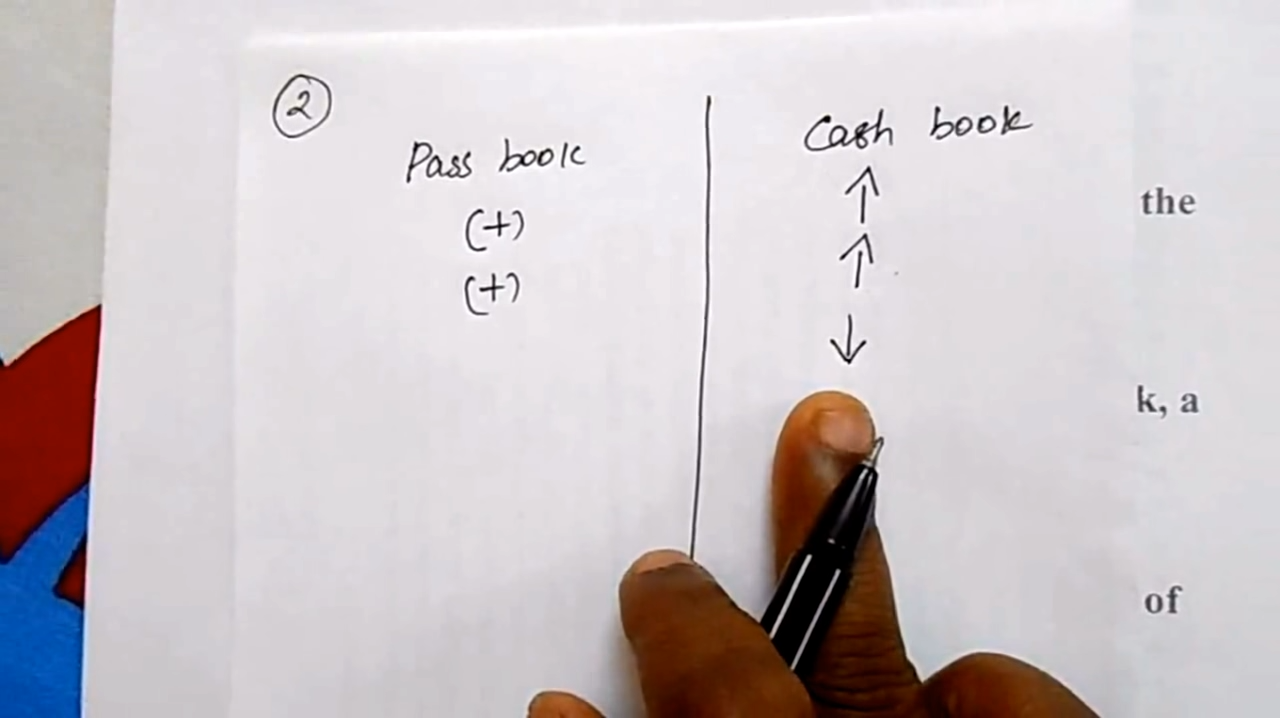 2
Pass book
(+)
(+)
Cash book
↑
↑
↓
the
k, a
of